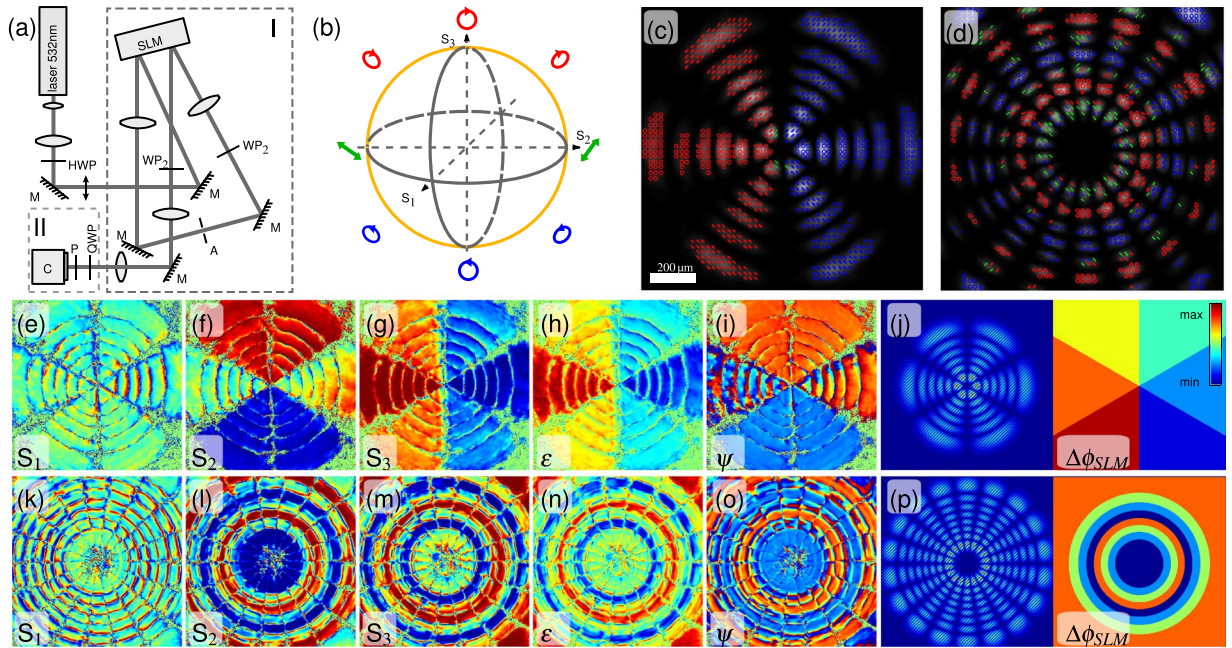 (a)
laser 532nm
SLM
I
HWP
WP2
WP2
M
M
M
M
M
A
II
P
QWP
C
(b)
S3
S2
S1
(c)
200 µm
(d)
(e)
S1
(f)
S2
(g)
S3
(h)
ε
(i)
ψ
(j)
max
min
ΔϕSLM
(k)
S1
(l)
S2
(m)
S3
(n)
ε
(o)
ψ
(p)
ΔϕSLM